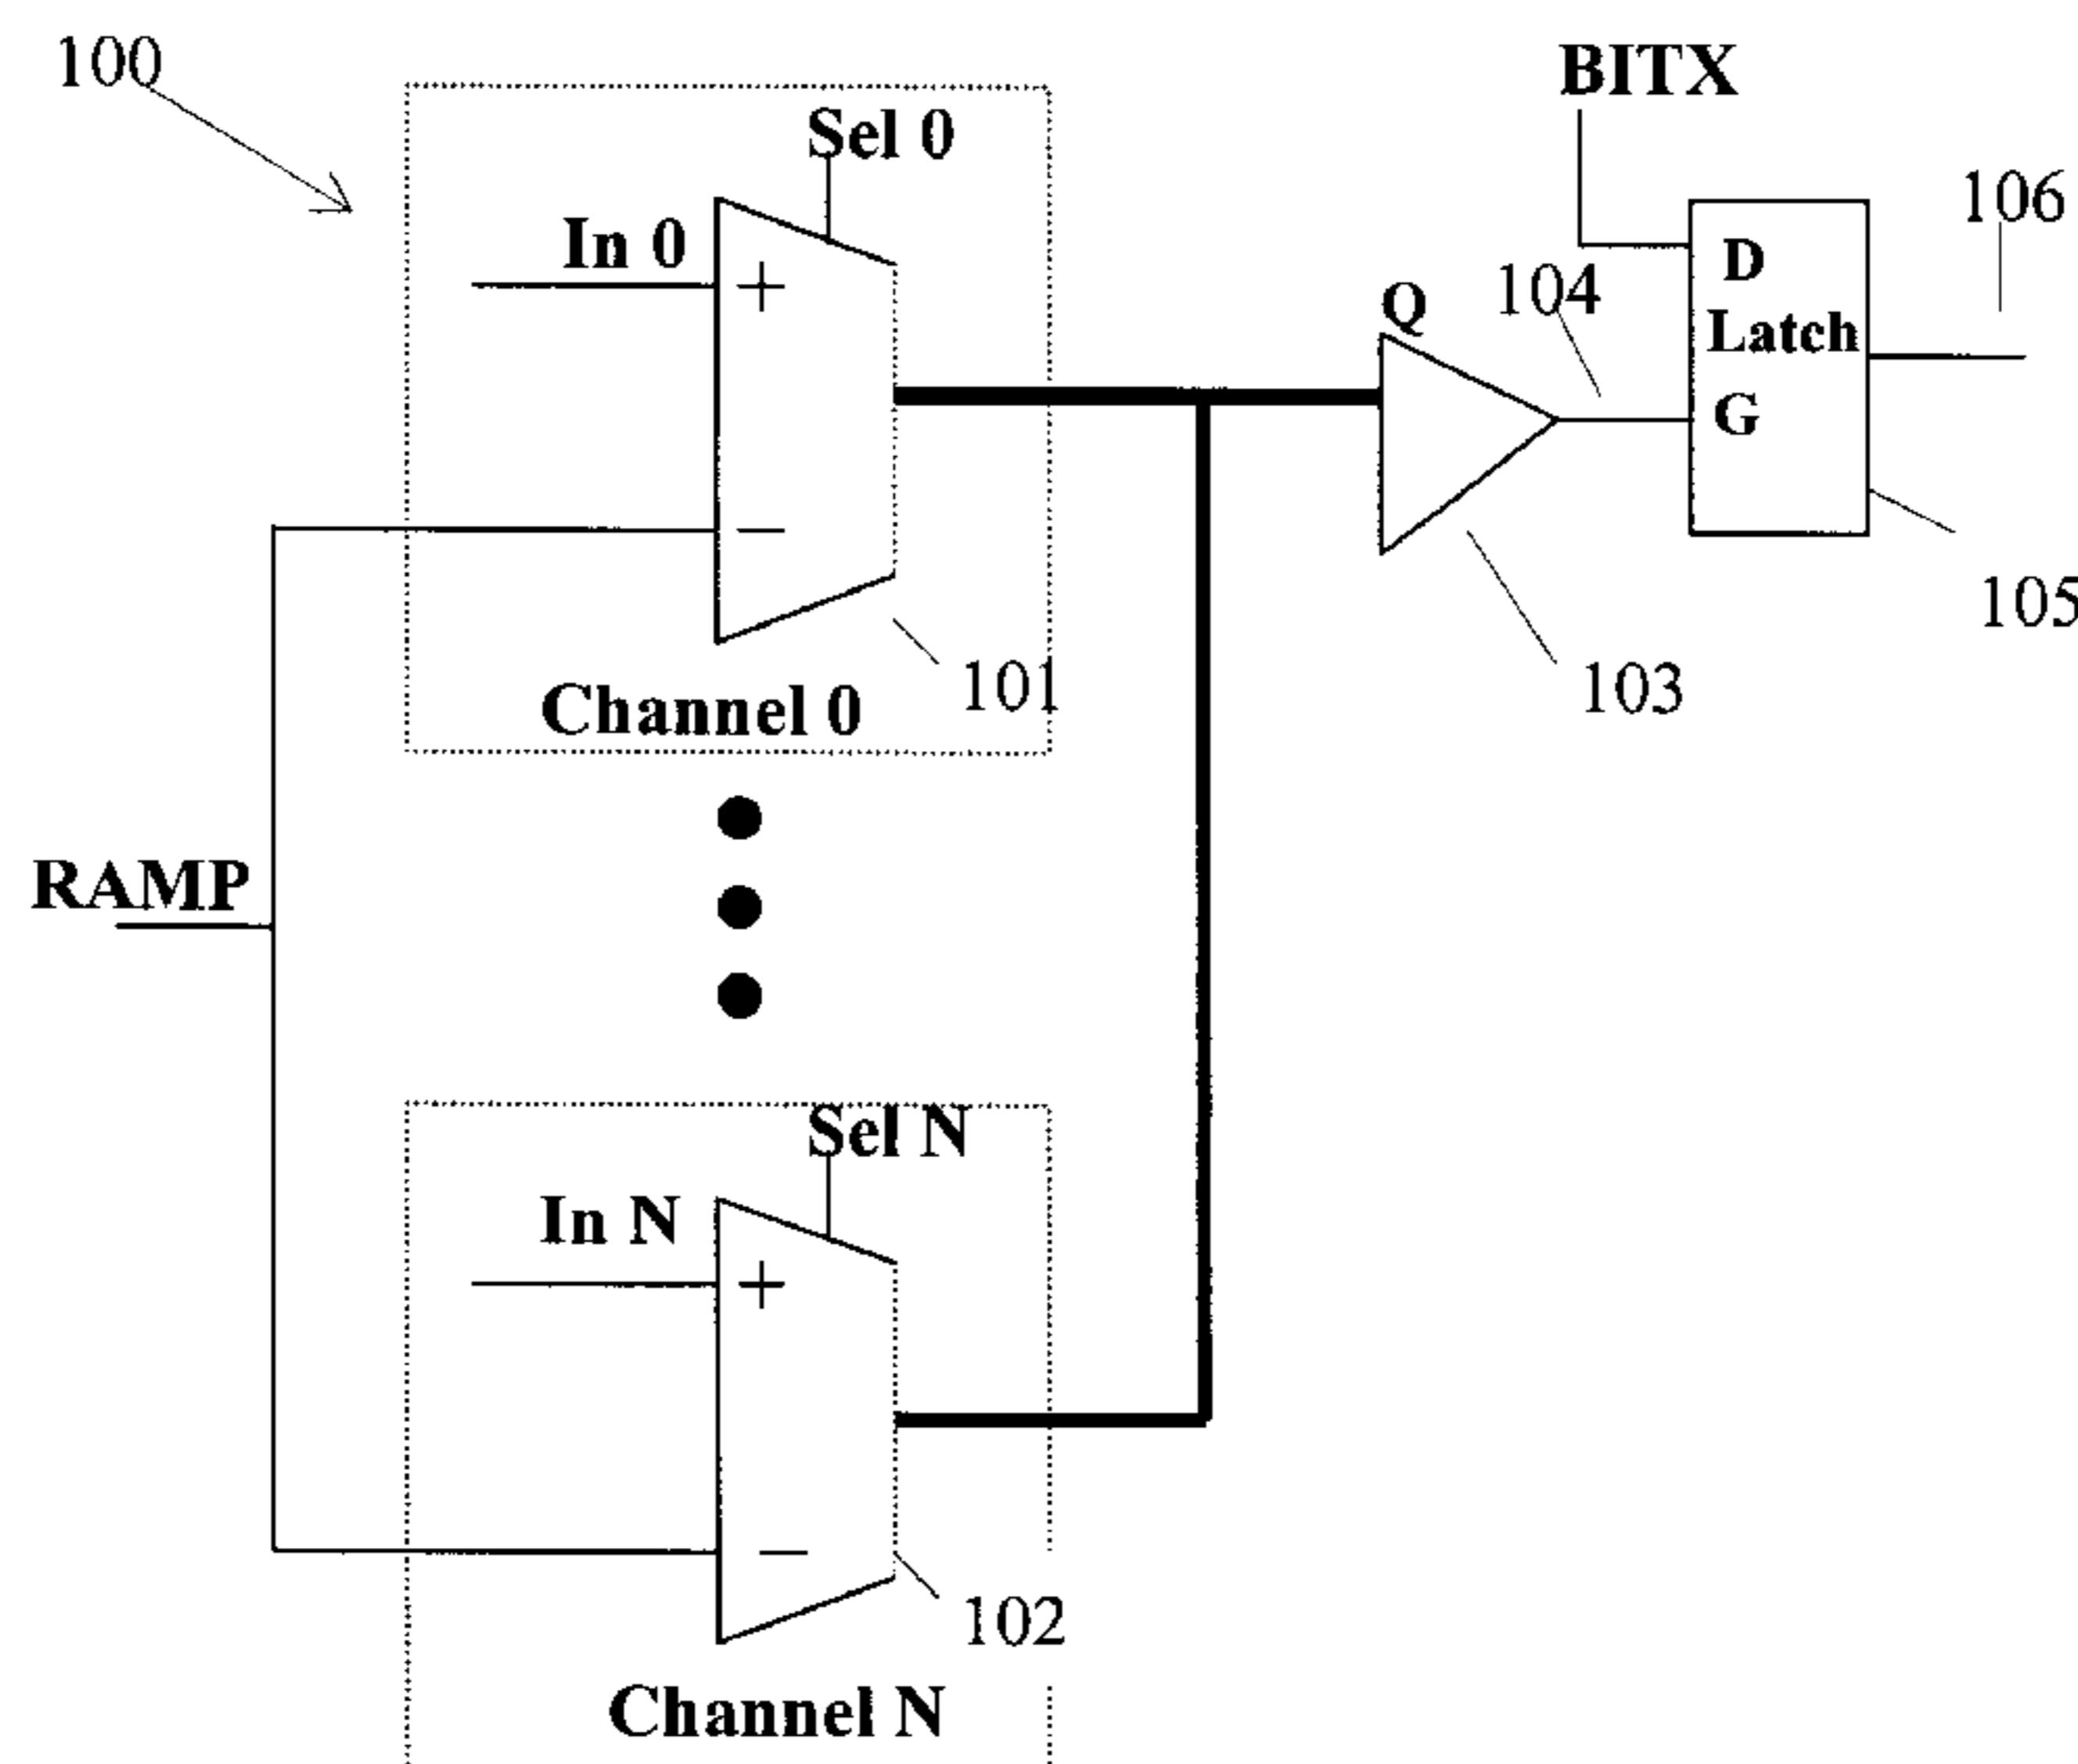 100
BITX
Sel 0
106
In 0
+
Q
104
D
Latch
G
−
105
101
103
Channel 0
RAMP
Sel N
In N
+
−
102
Channel N